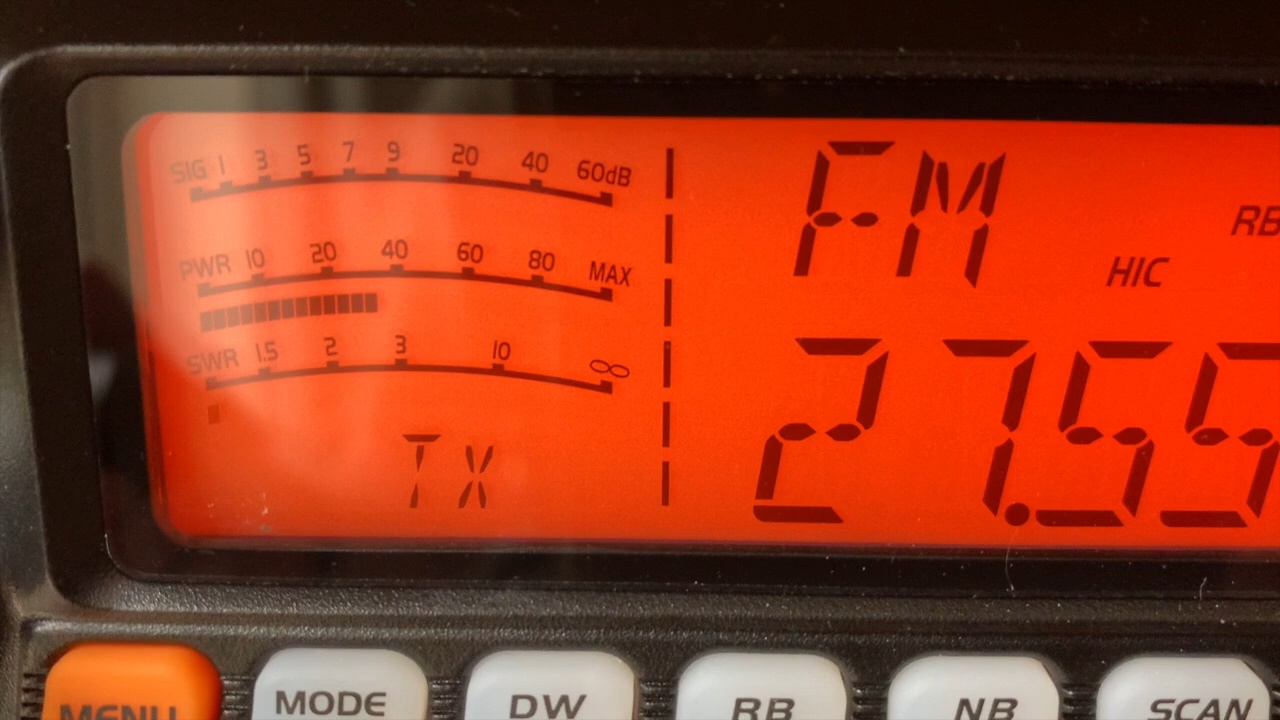 SIG 1 3 5 7 9 20 40 60dB
PWR 10 20 40 60 80 MAX
SWR 1.5 2 3 10 ∞
TX
FM
RB
HIC
27.55
MENU MODE DW RB NB SCAN